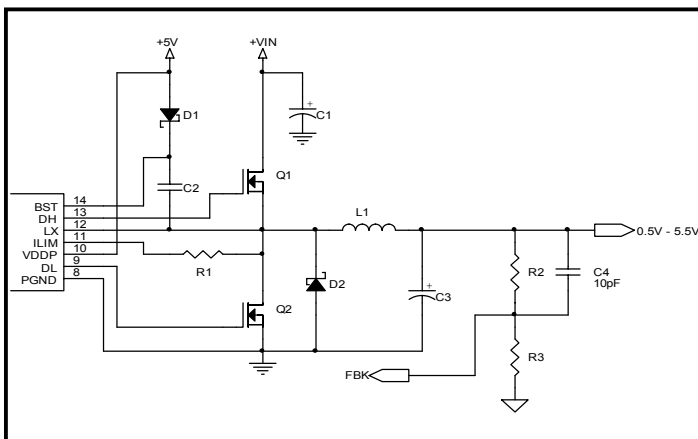 +5V
+VIN
D1
C1
C2
Q1
14
BST
13
DH
12
LX
11
ILIM
10
VDDP
9
DL
8
PGND
R1
Q2
L1
D2
C3
R2
C4
10pF
0.5V - 5.5V
R3
FBK